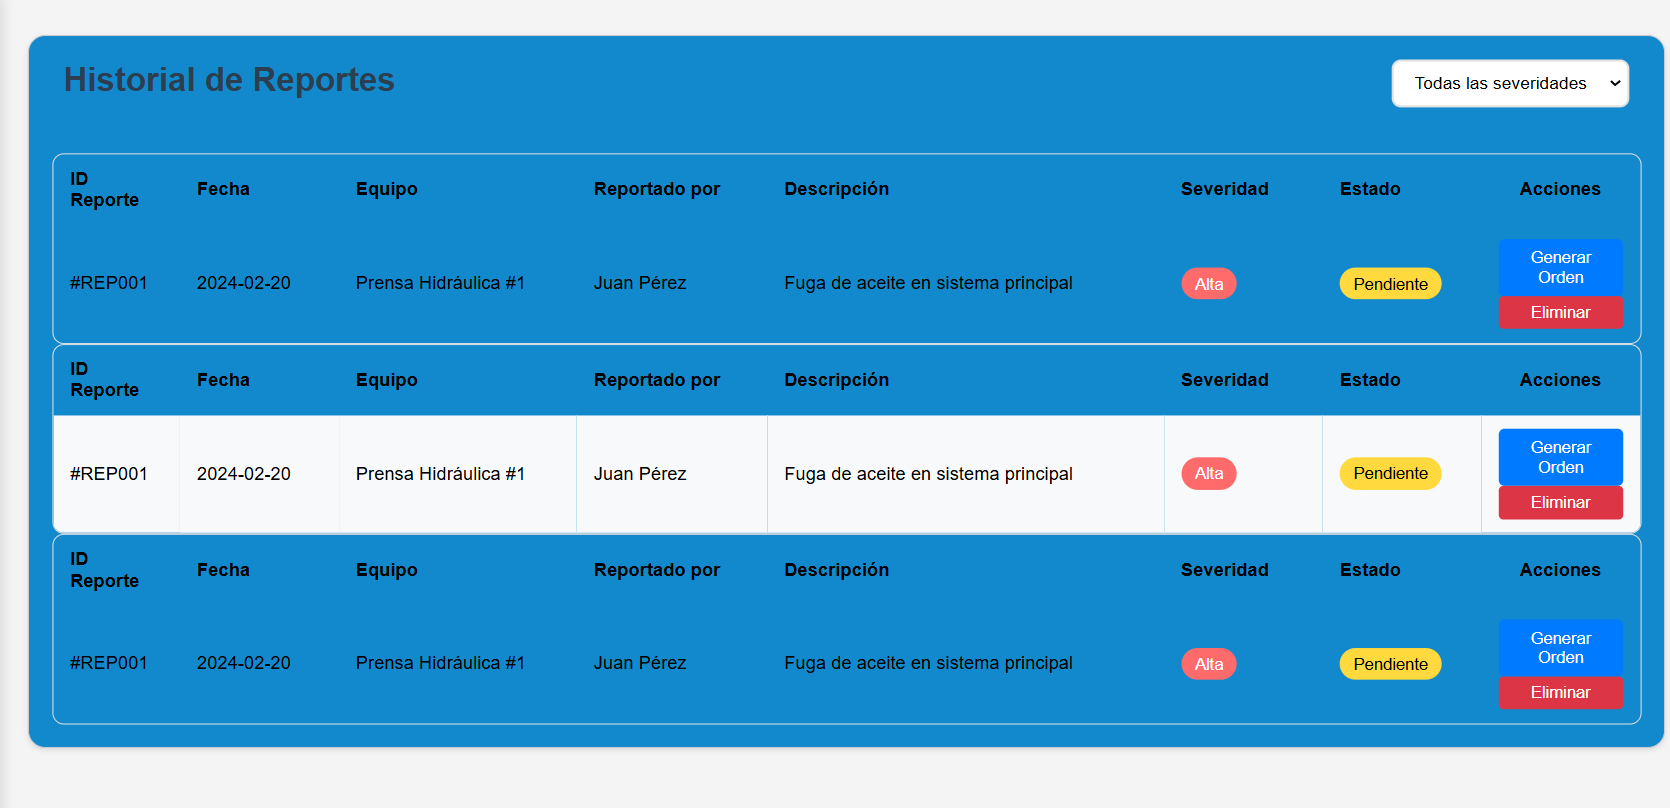 Historial de Reportes
Todas las severidades
ID Reporte Fecha Equipo Reportado por Descripción Severidad Estado Acciones
#REP001 2024-02-20 Prensa Hidráulica #1 Juan Pérez Fuga de aceite en sistema principal Alta Pendiente Generar Orden
Eliminar
ID Reporte Fecha Equipo Reportado por Descripción Severidad Estado Acciones
#REP001 2024-02-20 Prensa Hidráulica #1 Juan Pérez Fuga de aceite en sistema principal Alta Pendiente Generar Orden
Eliminar
ID Reporte Fecha Equipo Reportado por Descripción Severidad Estado Acciones
#REP001 2024-02-20 Prensa Hidráulica #1 Juan Pérez Fuga de aceite en sistema principal Alta Pendiente Generar Orden
Eliminar